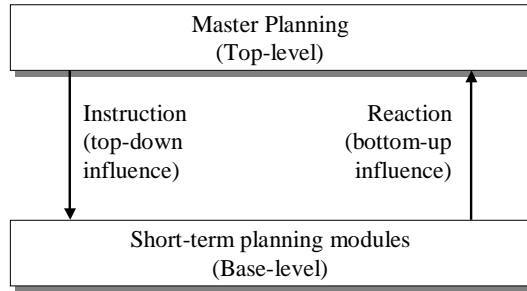 Master Planning
(Top-level)
Instruction
(top-down
influence)
Reaction
(bottom-up
influence)
Short-term planning modules
(Base-level)